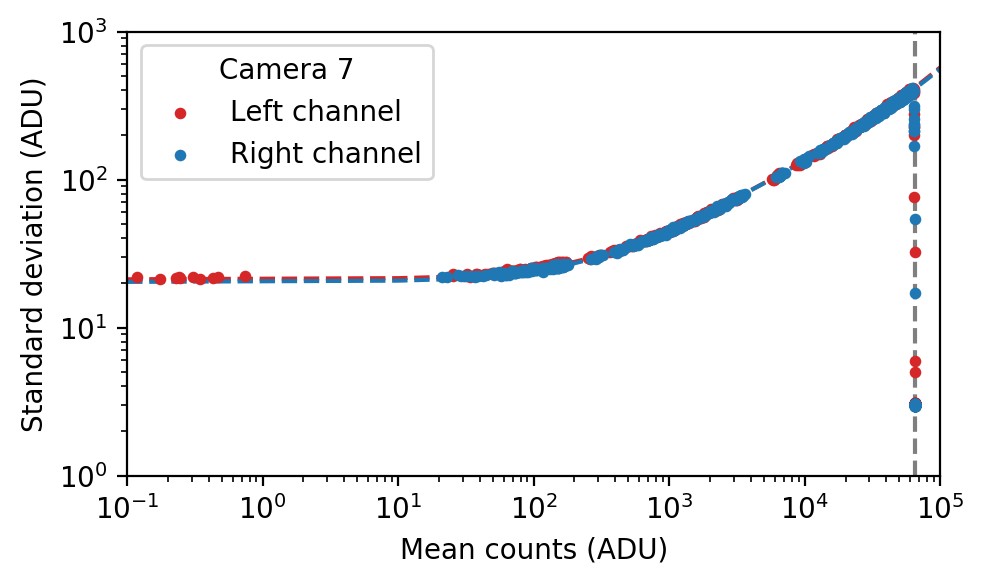 10³
10²
10¹
10⁰
Standard deviation (ADU)
Camera 7
Left channel
Right channel
10⁻¹ 10⁰ 10¹ 10² 10³ 10⁴ 10⁵
Mean counts (ADU)